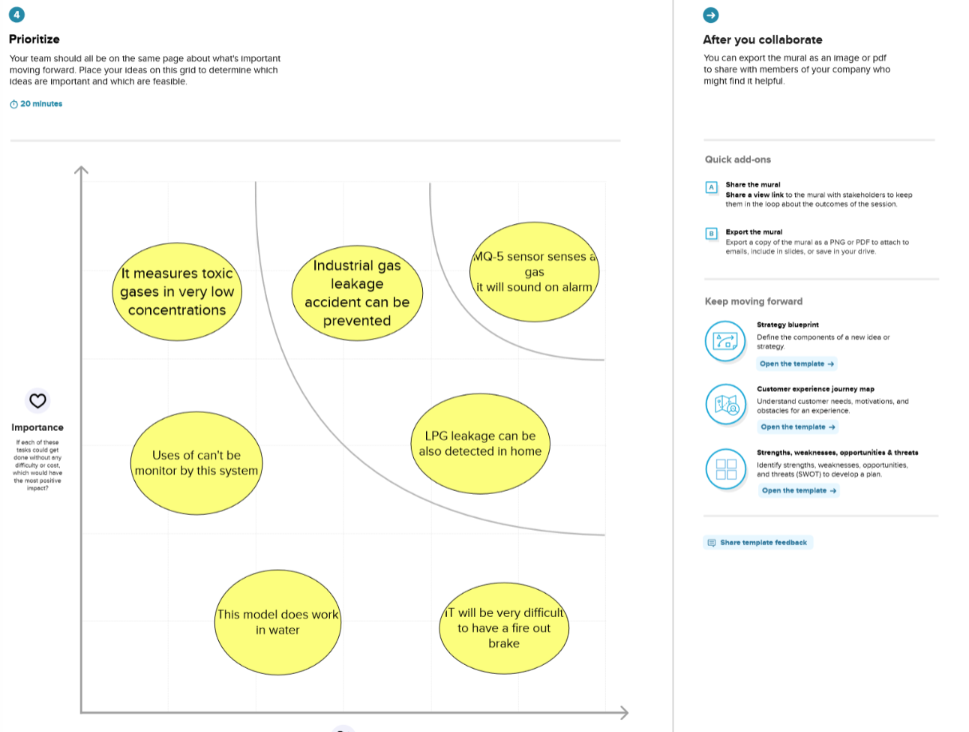 4
Prioritize
Your team should all be on the same page about what's important
moving forward. Place your ideas on this grid to determine which
ideas are important and which are feasible.
20 minutes
It measures toxic
gases in very low
concentrations
Industrial gas
leakage
accident can be
prevented
MQ-5 sensor senses a
gas
it will sound on alarm
Importance
If each of these
tasks could get
done without any
difficulty or cost,
which would have
the most positive
impact?
Uses of can't be
monitor by this system
LPG leakage can be
also detected in home
This model does work
in water
iT will be very difficult
to have a fire out
brake
After you collaborate
You can export the mural as an image or pdf
to share with members of your company who
might find it helpful.
Quick add-ons
A
Share the mural
Share a view link to the mural with stakeholders to keep
them in the loop about the outcomes of the session.
B
Export the mural
Export a copy of the mural as a PNG or PDF to attach to
emails, include in slides, or save in your drive.
Keep moving forward
Strategy blueprint
Define the components of a new idea or
strategy.
Open the template →
Customer experience journey map
Understand customer needs, motivations, and
obstacles for an experience.
Open the template →
Strengths, weaknesses, opportunities & threats
Identify strengths, weaknesses, opportunities,
and threats (SWOT) to develop a plan.
Open the template →
Share template feedback